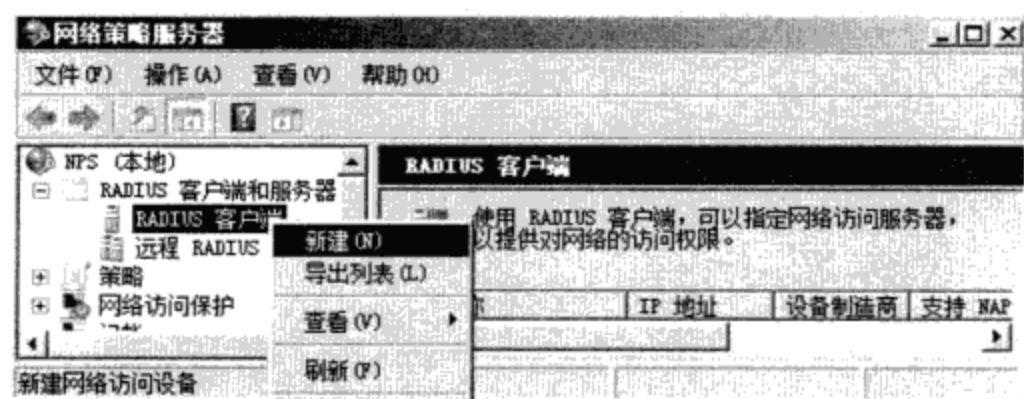 网络策略服务器
文件(F) 操作(A) 查看(V) 帮助(H)
NPS (本地)
RADIUS 客户端和服务器
RADIUS 客户端
远程 RADIUS
策略
网络访问保护
新建(N)
导出列表(L)
查看(V)
刷新(F)
RADIUS 客户端
使用 RADIUS 客户端，可以指定网络访问服务器，
以提供对网络的访问权限。
IP 地址 设备制造商 支持 NAP
新建网络访问设备